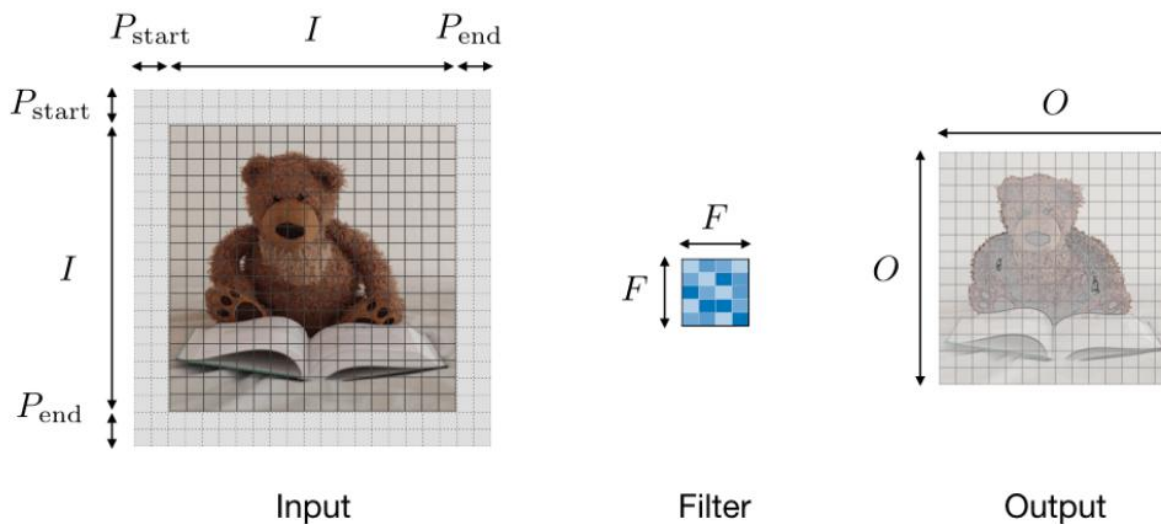 P_start I P_end
P_start
O
I
F
F
O
P_end
Input Filter Output